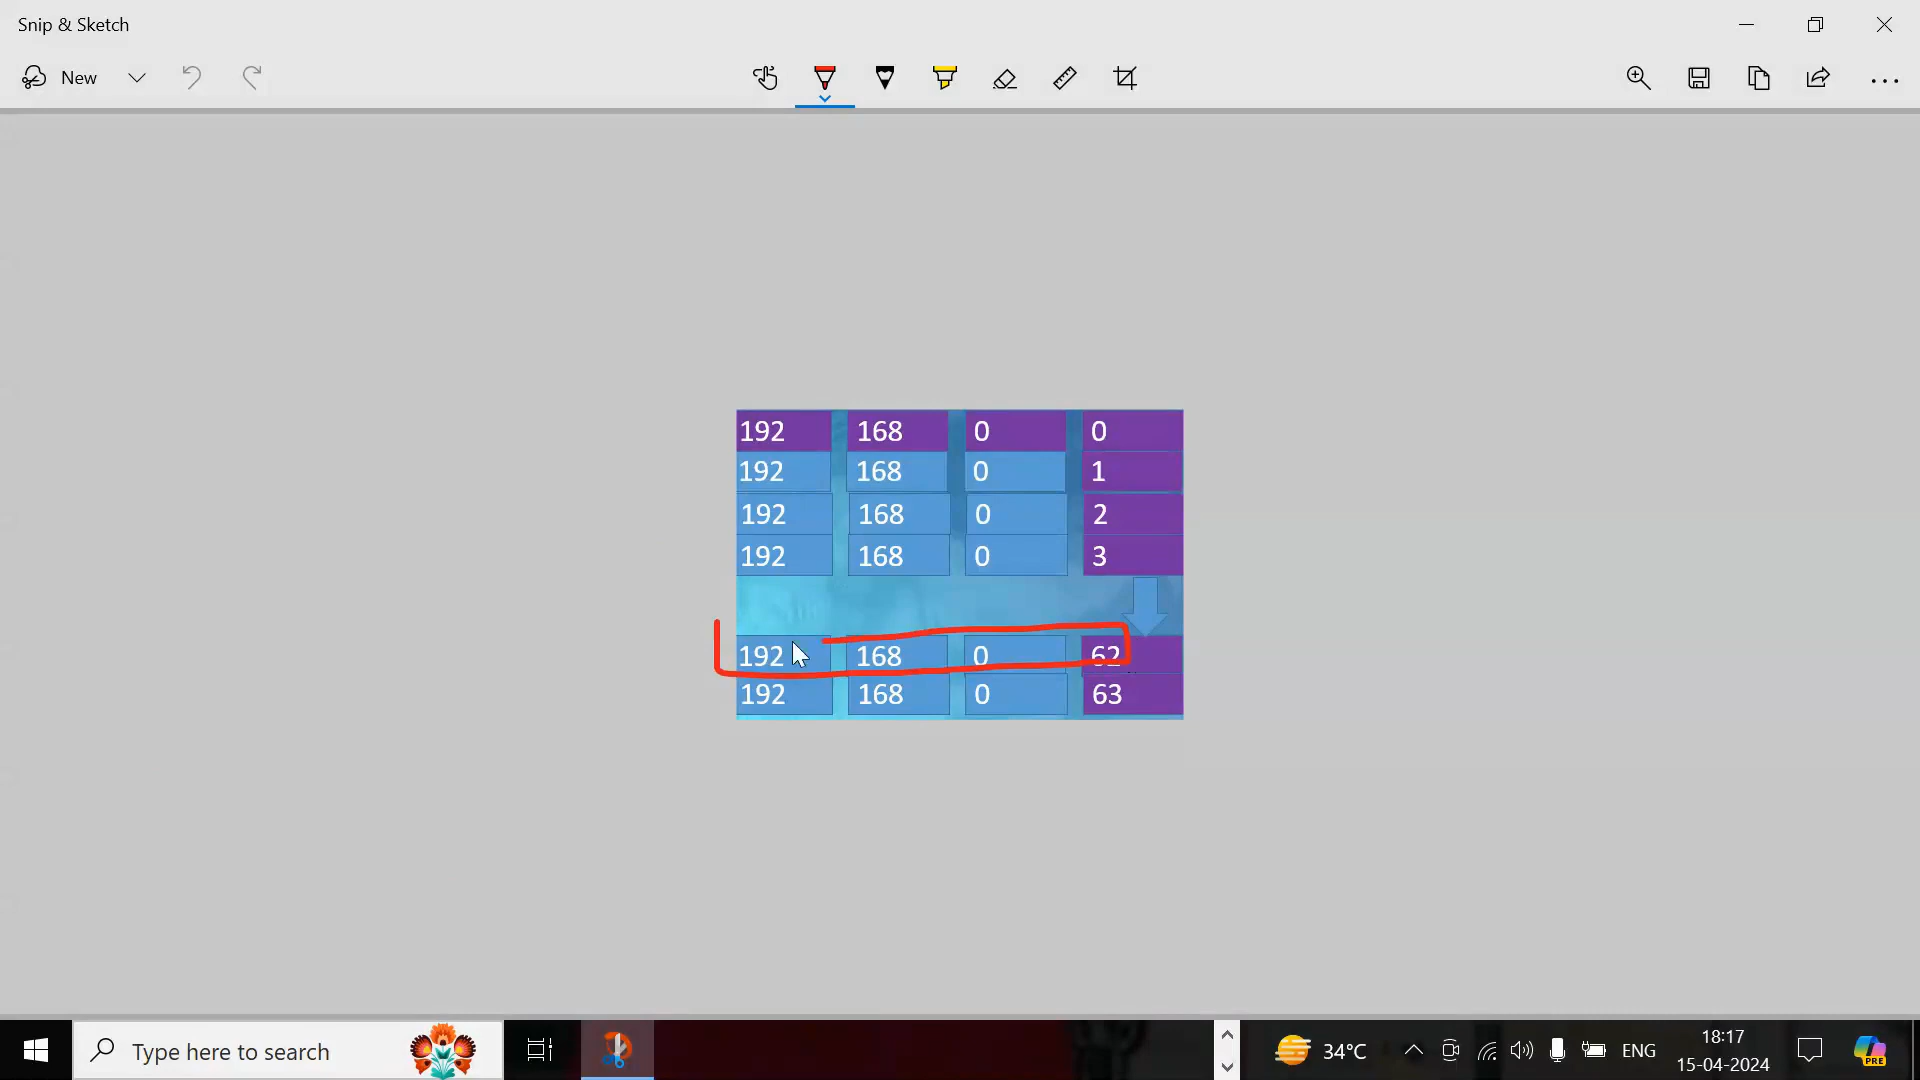 Snip & Sketch
New
192 168 0 0
192 168 0 1
192 168 0 2
192 168 0 3
192 168 0 62
192 168 0 63
Type here to search
34°C
ENG
18:17
15-04-2024
PRE